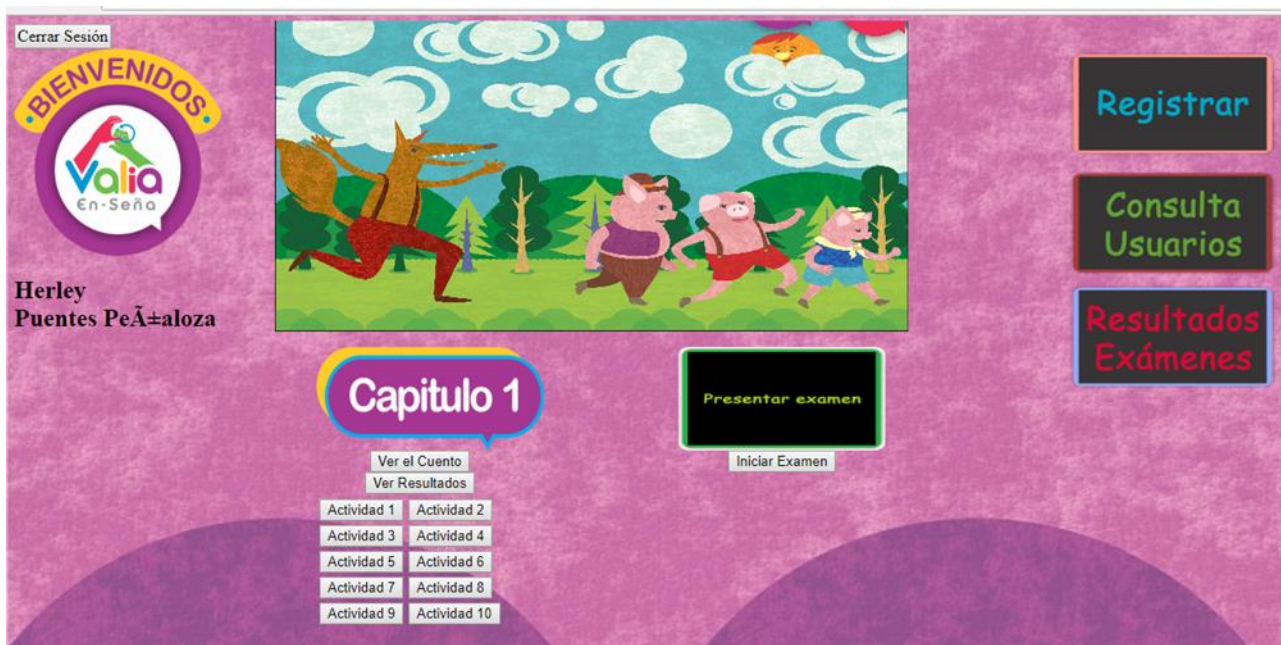 Cerrar Sesión
BIENVENIDOS
Valia
En-Seña
Herley
Puentes PeÃ±aloza
Capitulo 1
Ver el Cuento
Ver Resultados
Actividad 1 Actividad 2
Actividad 3 Actividad 4
Actividad 5 Actividad 6
Actividad 7 Actividad 8
Actividad 9 Actividad 10
Presentar examen
Iniciar Examen
Registrar
Consulta
Usuarios
Resultados
Exámenes